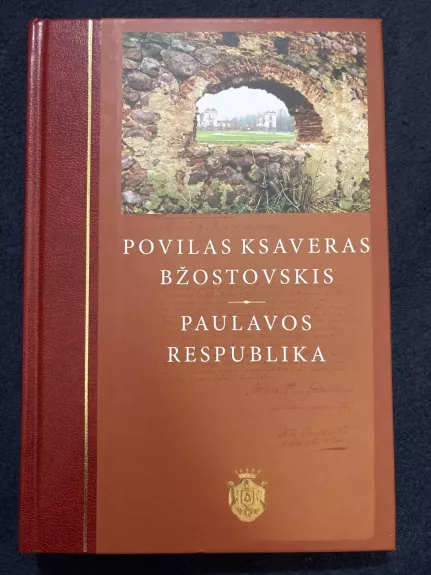 POVILAS KSAVERAS
BŽOSTOVSKIS
PAULAVOS
RESPUBLIKA